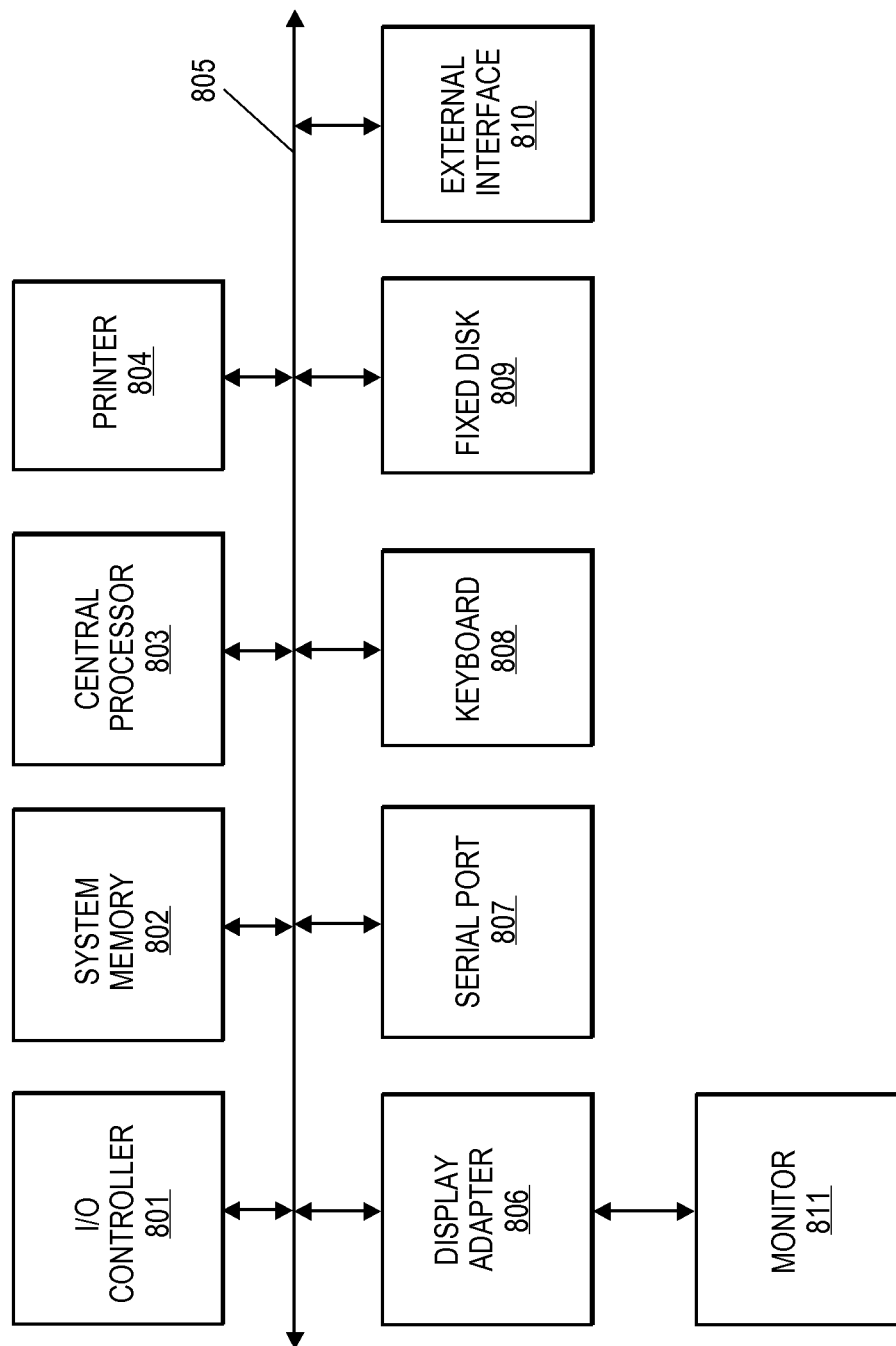 I/O
CONTROLLER
801
SYSTEM
MEMORY
802
CENTRAL
PROCESSOR
803
PRINTER
804
805
DISPLAY
ADAPTER
806
SERIAL PORT
807
KEYBOARD
808
FIXED DISK
809
EXTERNAL
INTERFACE
810
MONITOR
811